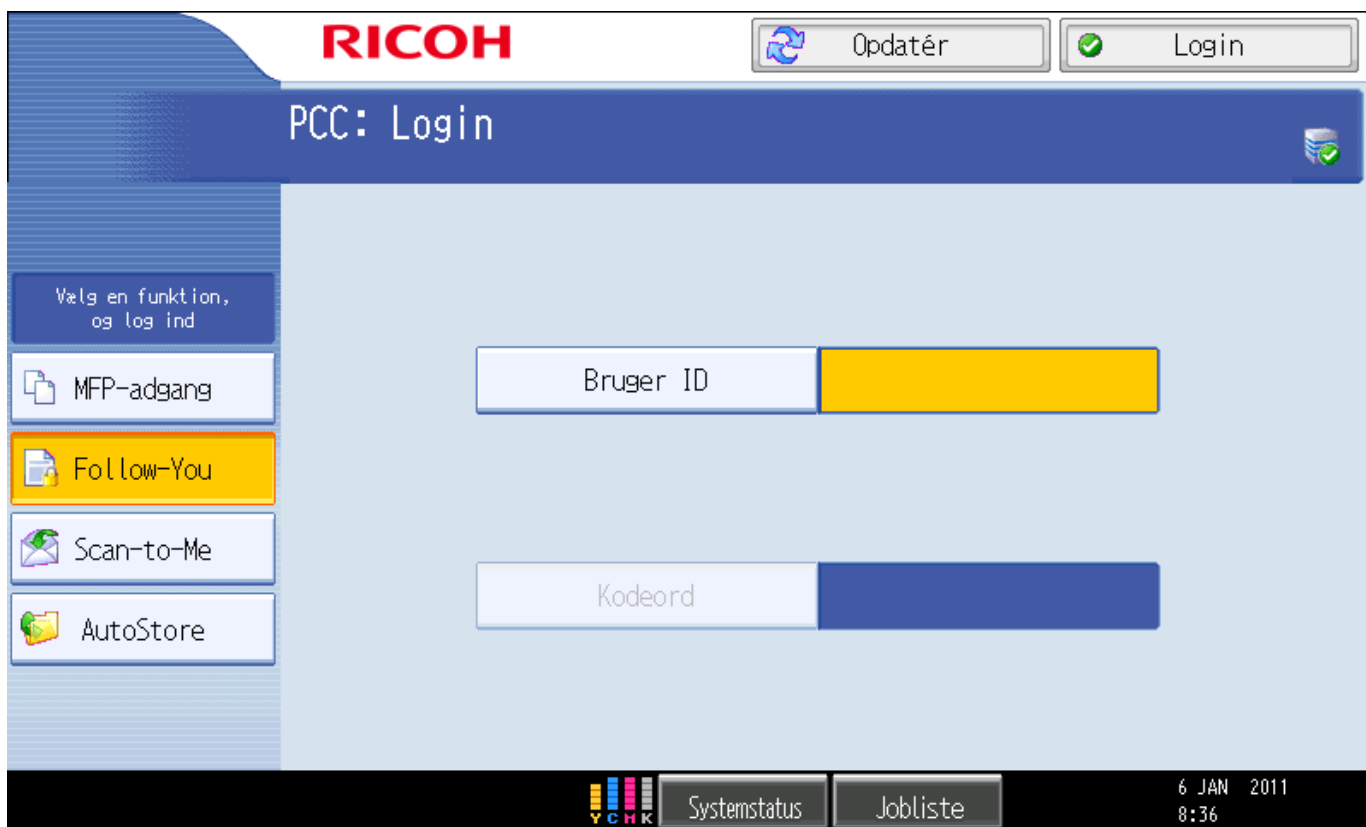 RICOH
Opdatér
Login
PCC: Login
Vælg en funktion,
og log ind
MFP-adgang
Follow-You
Scan-to-Me
AutoStore
Bruger ID
Kodeord
Y C M K
Systemstatus
Jobliste
6 JAN 2011
8:36